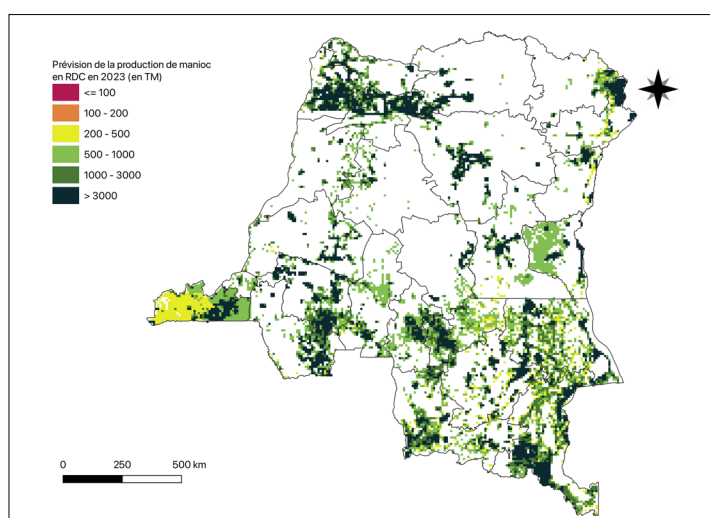 Prévision de la production de manioc
en RDC en 2023 (en TM)
<= 100
100 - 200
200 - 500
500 - 1000
1000 - 3000
> 3000
0 250 500 km